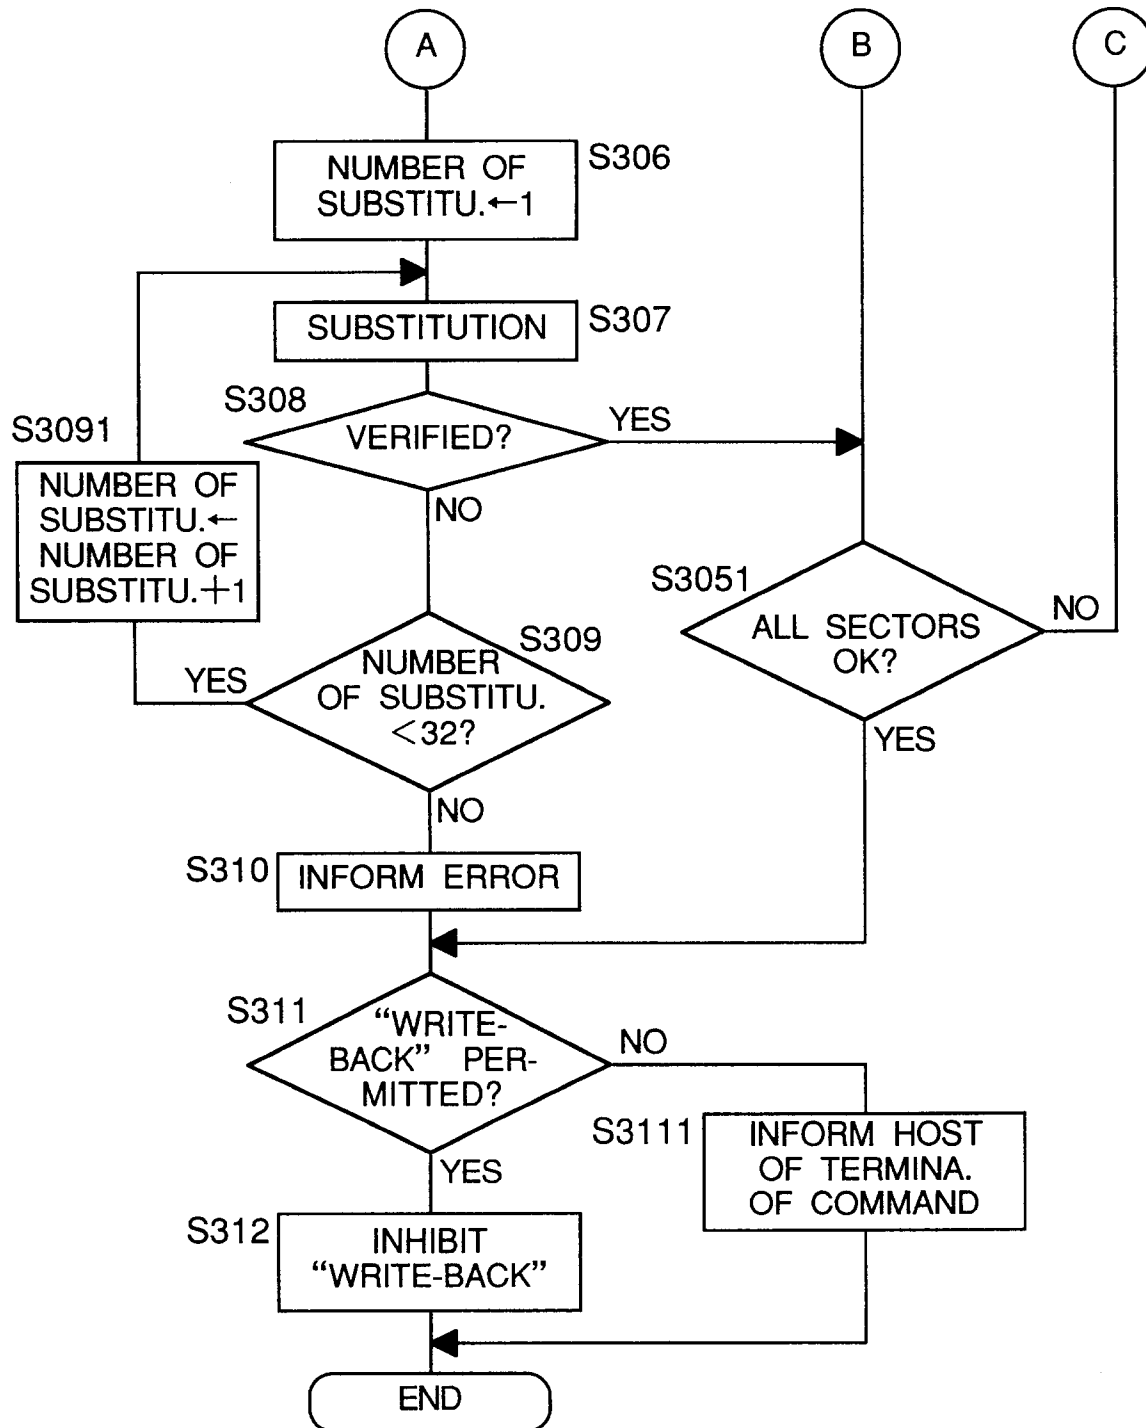 A
B
C
NUMBER OF
SUBSTITU.←1
S306
SUBSTITUTION
S307
S308
VERIFIED?
YES
NO
S3091
NUMBER OF
SUBSTITU.←
NUMBER OF
SUBSTITU.+1
S3051
ALL SECTORS
OK?
NO
YES
S309
NUMBER
OF SUBSTITU.
<32?
YES
NO
S310
INFORM ERROR
S311
“WRITE-
BACK” PER-
MITTED?
NO
YES
S3111
INFORM HOST
OF TERMINA.
OF COMMAND
S312
INHIBIT
“WRITE-BACK”
END